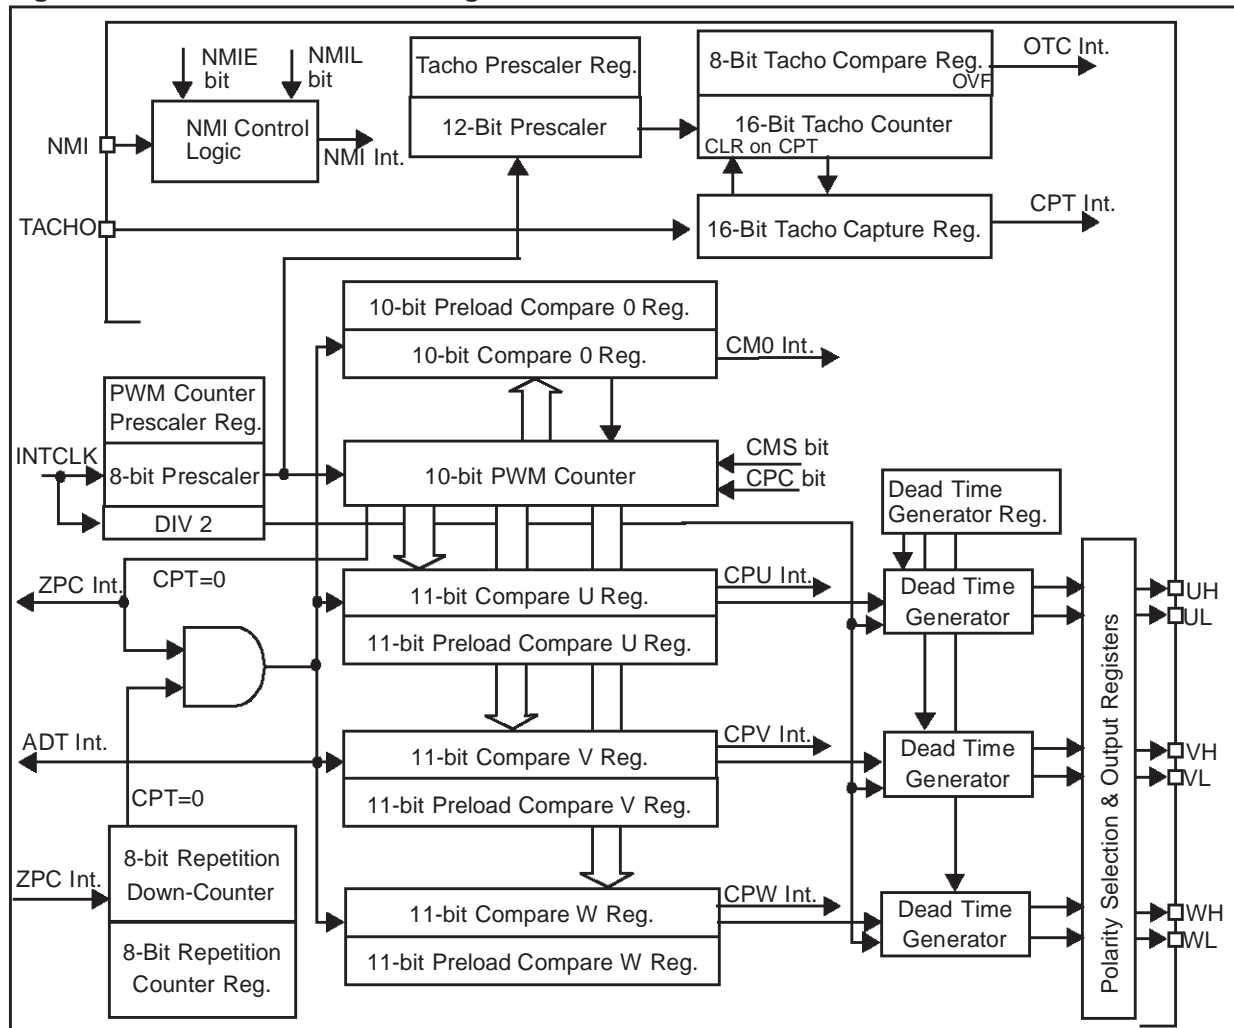 NMIE
bit
NMIL
bit
NMI
NMI Control
Logic
NMI Int.
Tacho Prescaler Reg.
12-Bit Prescaler
8-Bit Tacho Compare Reg.
OVF
16-Bit Tacho Counter
CLR on CPT
OTC Int.
TACHO
16-Bit Tacho Capture Reg.
CPT Int.
10-bit Preload Compare 0 Reg.
10-bit Compare 0 Reg.
CM0 Int.
PWM Counter
Prescaler Reg.
INTCLK
8-bit Prescaler
DIV 2
10-bit PWM Counter
CMS bit
CPC bit
Dead Time
Generator Reg.
ZPC Int.
CPT=0
11-bit Compare U Reg.
11-bit Preload Compare U Reg.
CPU Int.
Dead Time
Generator
UH
UL
ADT Int.
11-bit Compare V Reg.
11-bit Preload Compare V Reg.
CPV Int.
Dead Time
Generator
VH
VL
CPT=0
8-bit Repetition
Down-Counter
ZPC Int.
8-Bit Repetition
Counter Reg.
11-bit Compare W Reg.
11-bit Preload Compare W Reg.
CPW Int.
Dead Time
Generator
WH
WL
Polarity Selection & Output Registers